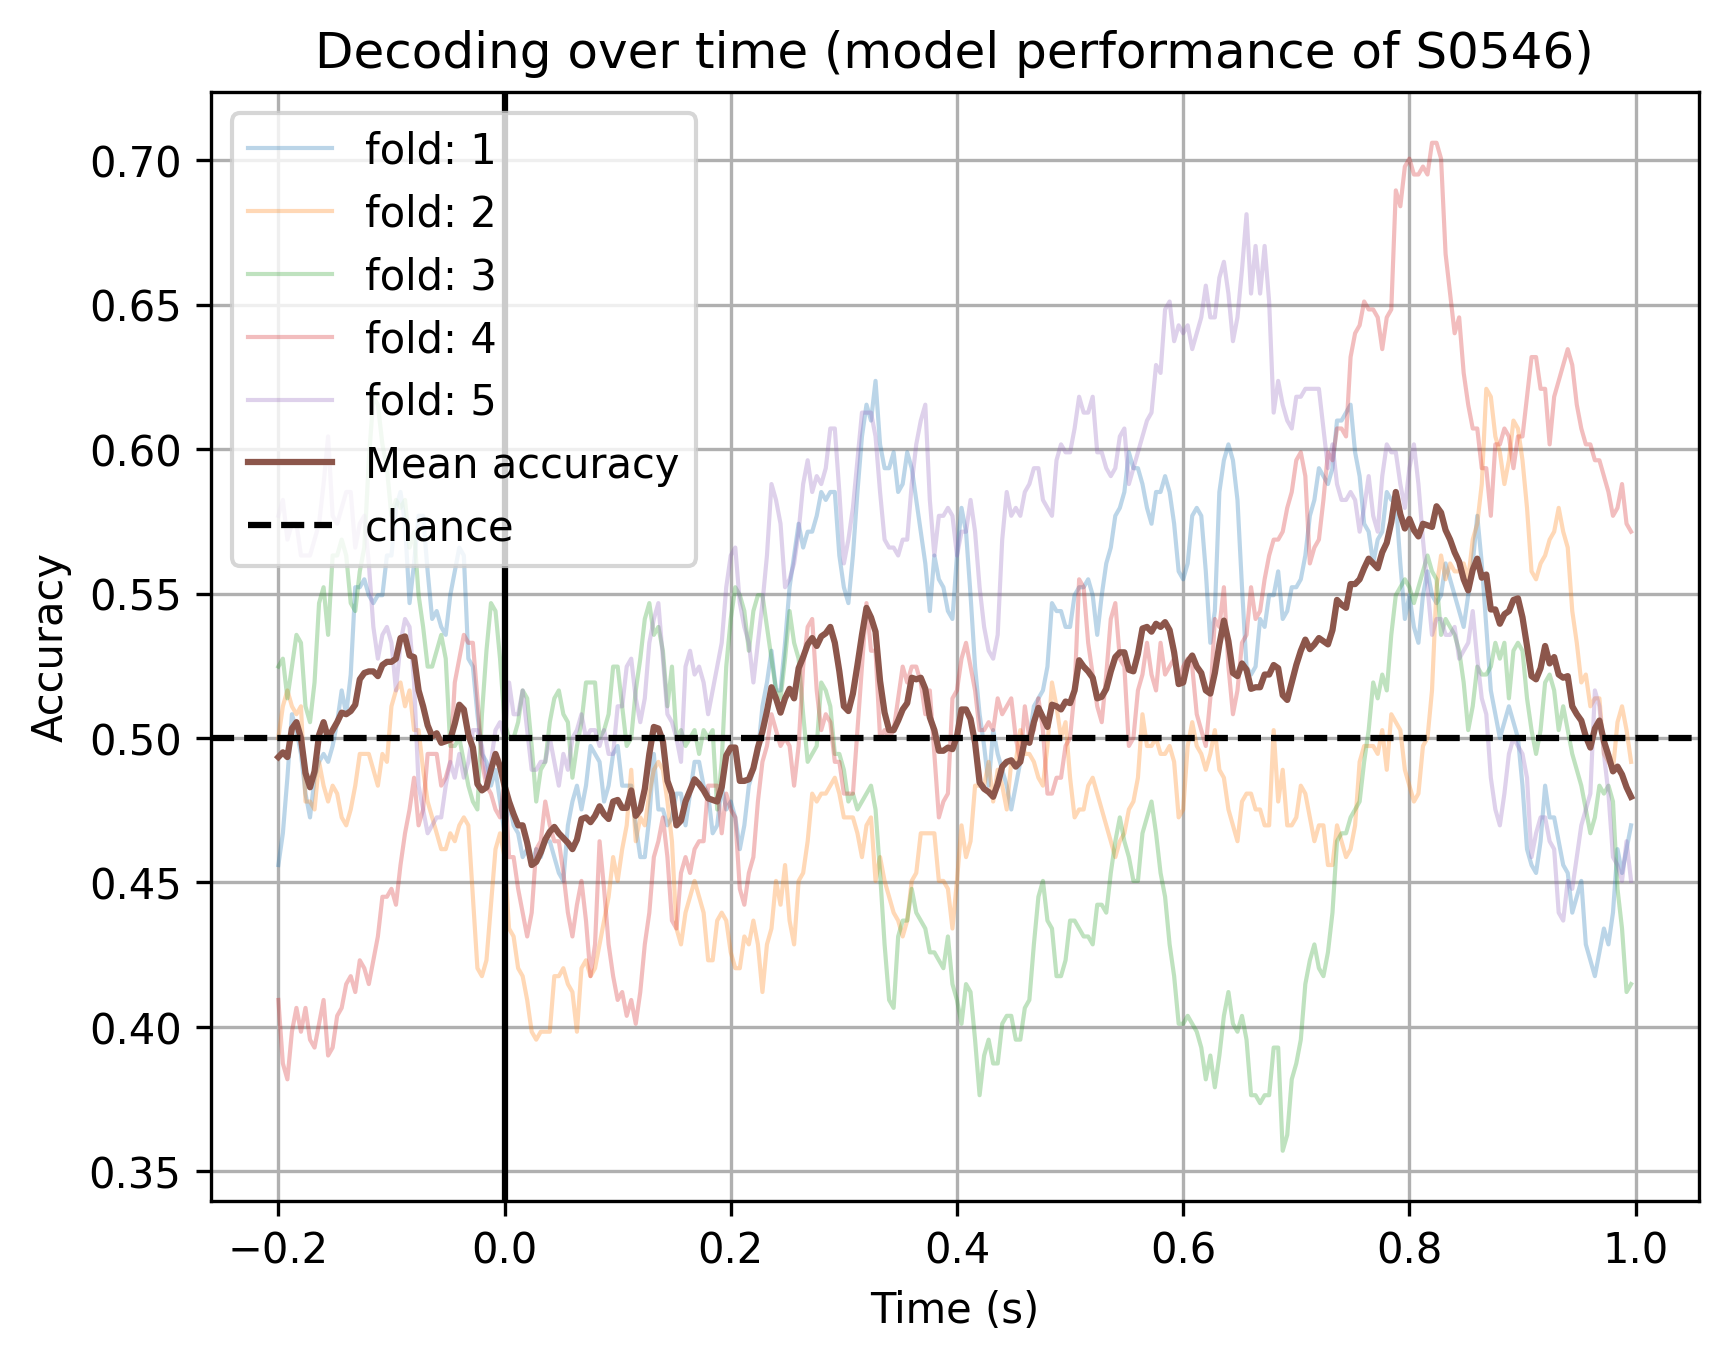 Decoding over time (model performance of S0546)
fold: 1
fold: 2
fold: 3
fold: 4
fold: 5
Mean accuracy
chance
Accuracy
0.70
0.65
0.60
0.55
0.50
0.45
0.40
0.35
−0.2 0.0 0.2 0.4 0.6 0.8 1.0
Time (s)